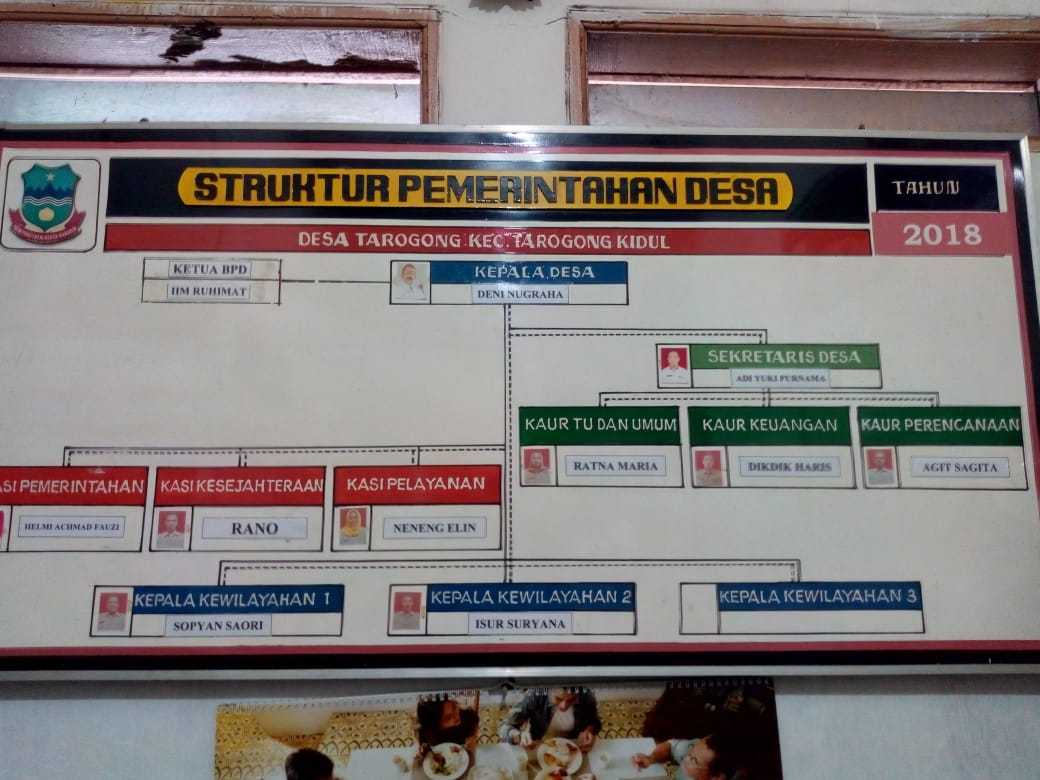 STRUKTUR PEMERINTAHAN DESA
TAHUN
DESA TAROGONG KEC.TAROGONG KIDUL
2018
KETUA BPD
HM RUHIMAT
KEPALA DESA
DENI NUGRAHA
SEKRETARIS DESA
ADI YUKI PURNAMA
KAUR TU DAN UMUM
KAUR KEUANGAN
KAUR PERENCANAAN
RATNA MARIA
DIKDIK HARIS
AGIT SAGITA
ASI PEMERINTAHAN
KASI KESEJAHTERAAN
KASI PELAYANAN
HELMI ACHMAD FAUZI
RANO
NENENG ELIN
KEPALA KEWILAYAHAN 1
KEPALA KEWILAYAHAN 2
KEPALA KEWILAYAHAN 3
SOPYAN SAORI
ISUR SURYANA